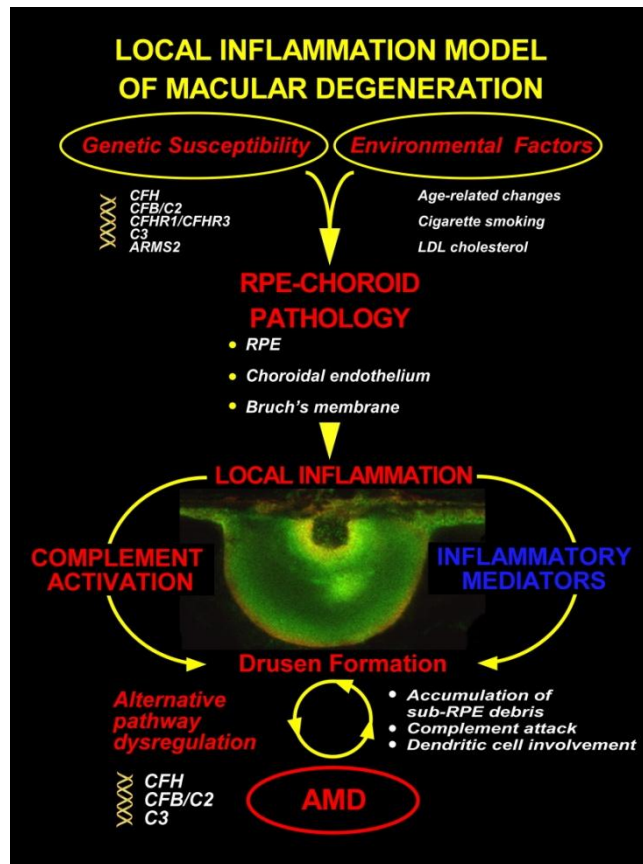 LOCAL INFLAMMATION MODEL
OF MACULAR DEGENERATION
Genetic Susceptibility
Environmental Factors
CFH
CFB/C2
CFHR1/CFHR3
C3
ARMS2
Age-related changes
Cigarette smoking
LDL cholesterol
RPE-CHOROID
PATHOLOGY
• RPE
• Choroidal endothelium
• Bruch's membrane
LOCAL INFLAMMATION
COMPLEMENT
ACTIVATION
INFLAMMATORY
MEDIATORS
Drusen Formation
Alternative
pathway
dysregulation
• Accumulation of
sub-RPE debris
• Complement attack
• Dendritic cell involvement
CFH
CFB/C2
C3
AMD